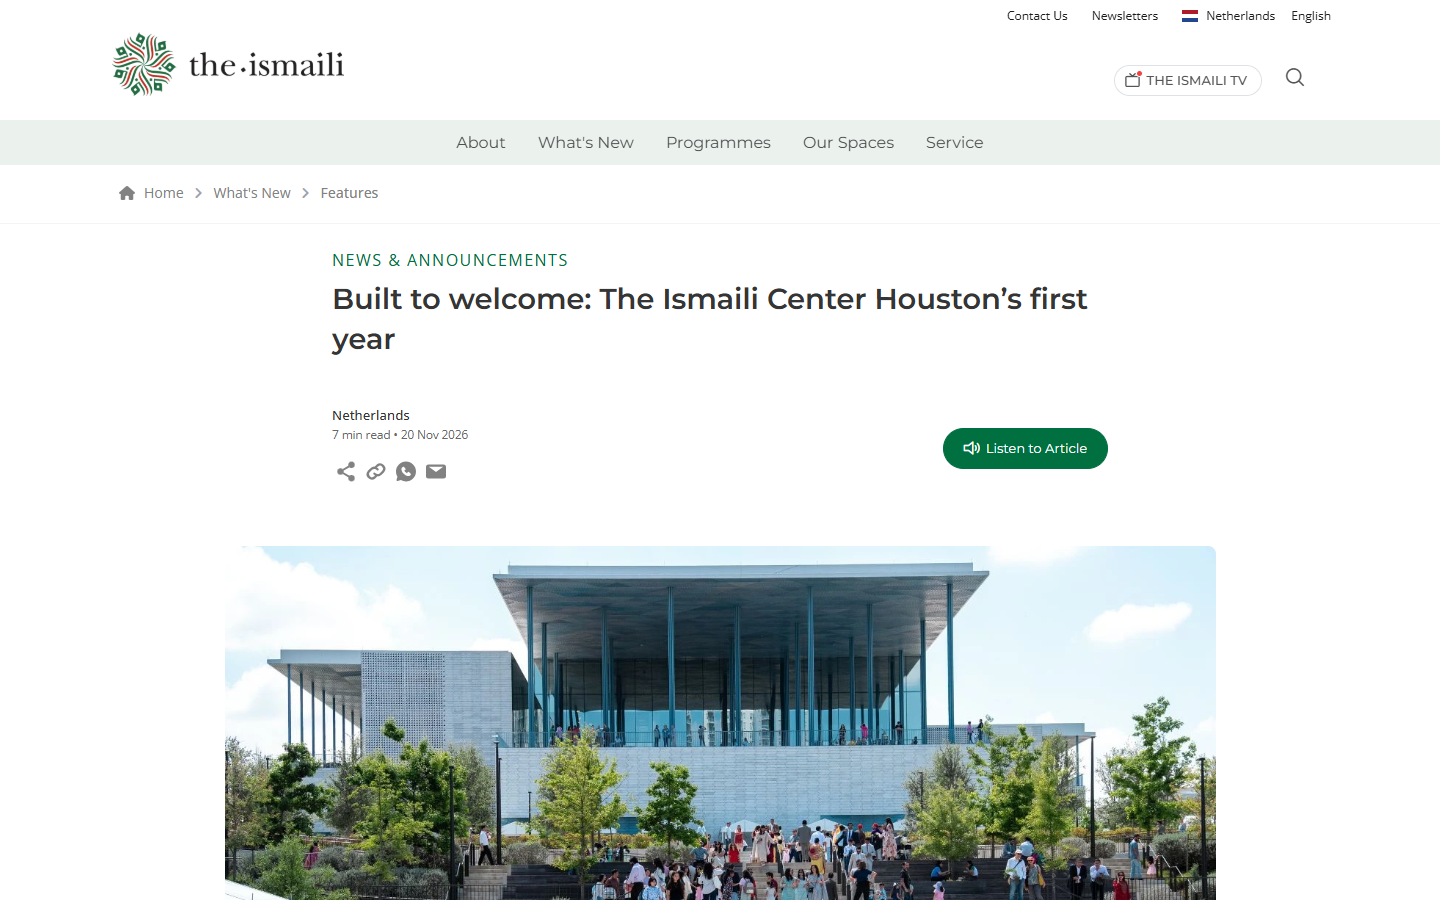 Contact Us
Newsletters
Netherlands
English
the·ismaili
THE ISMAILI TV
About
What's New
Programmes
Our Spaces
Service
Home
What's New
Features
NEWS & ANNOUNCEMENTS
Built to welcome: The Ismaili Center Houston’s first
year
Netherlands
7 min read • 20 Nov 2026
Listen to Article